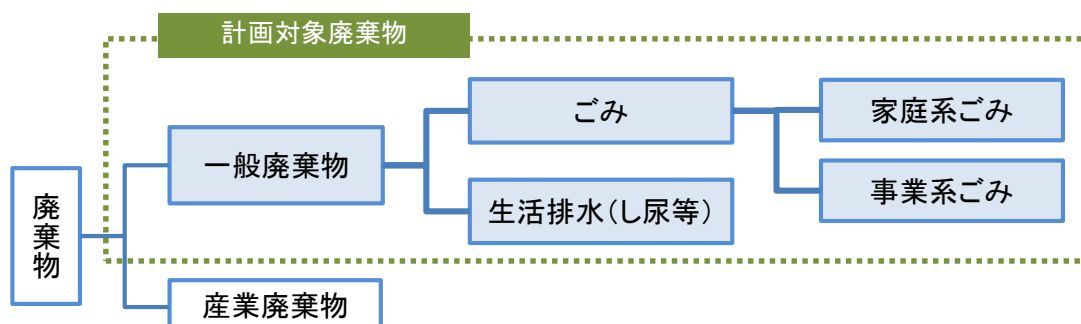 計画対象廃棄物
ごみ
家庭系ごみ
一般廃棄物
廃棄物
生活排水(し尿等)
事業系ごみ
産業廃棄物